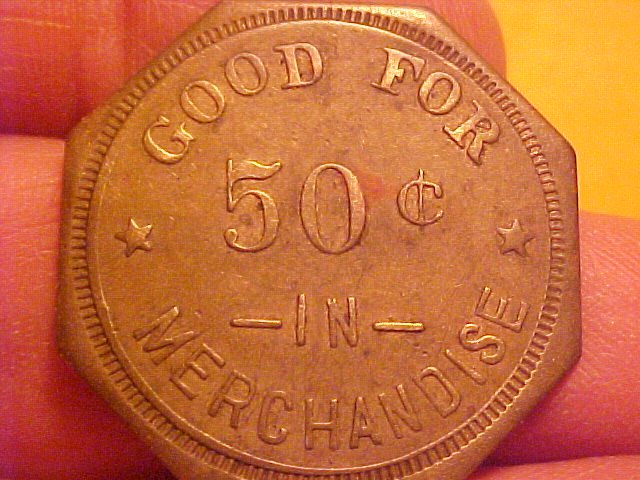 GOOD FOR
50¢
—IN—
MERCHANDISE